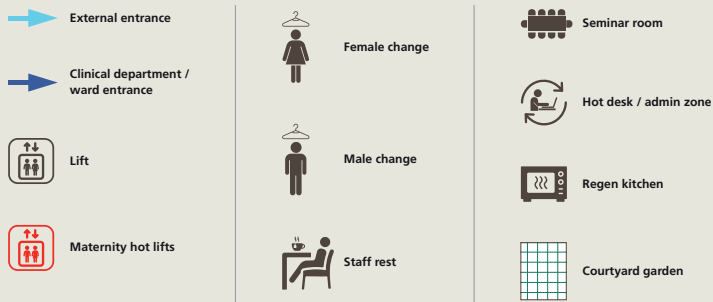 External entrance
Clinical department /
ward entrance
Lift
Maternity hot lifts
Female change
Male change
Staff rest
Seminar room
Hot desk / admin zone
Regen kitchen
Courtyard garden